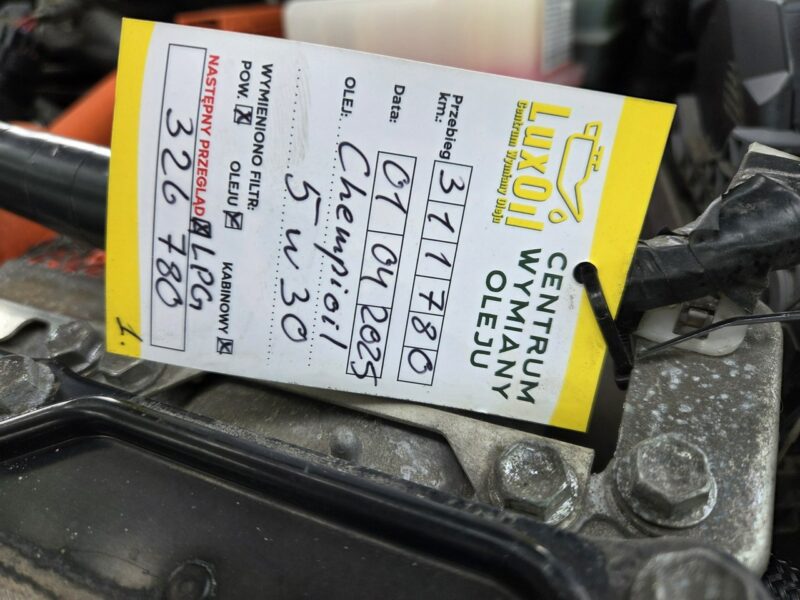 LuxOil
Centrum Wymiany Oleju
CENTRUM
WYMIANY
OLEJU
Przebieg km.: 311780
Data: 01 04 2025
OLEJ: Chempioil
5w30
WYMIENIONO FILTR:
POW. X OLEJU X KABINOWY X
NASTĘPNY PRZEGLĄD X LPG
326 780
1.